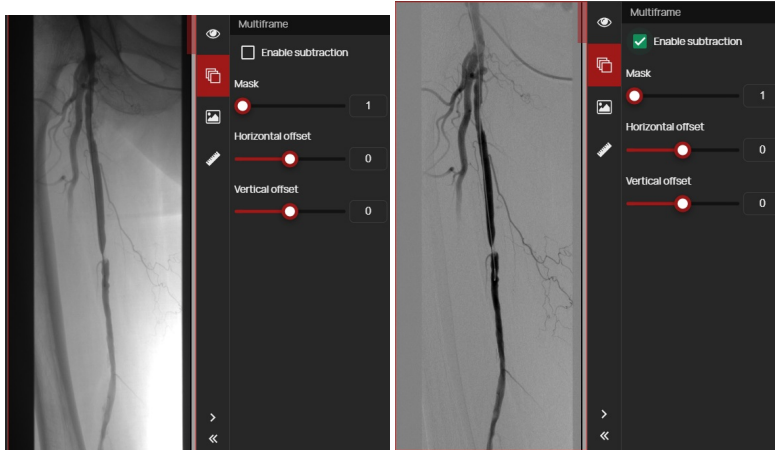 Multiframe
Enable subtraction
Mask
1
Horizontal offset
0
Vertical offset
0
Multiframe
Enable subtraction
Mask
1
Horizontal offset
0
Vertical offset
0